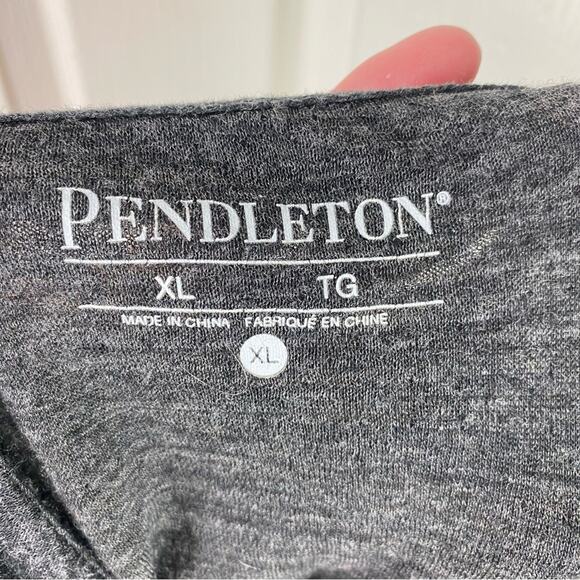 PENDLETON®
XL TG
MADE IN CHINA FABRIQUÉ EN CHINE
XL